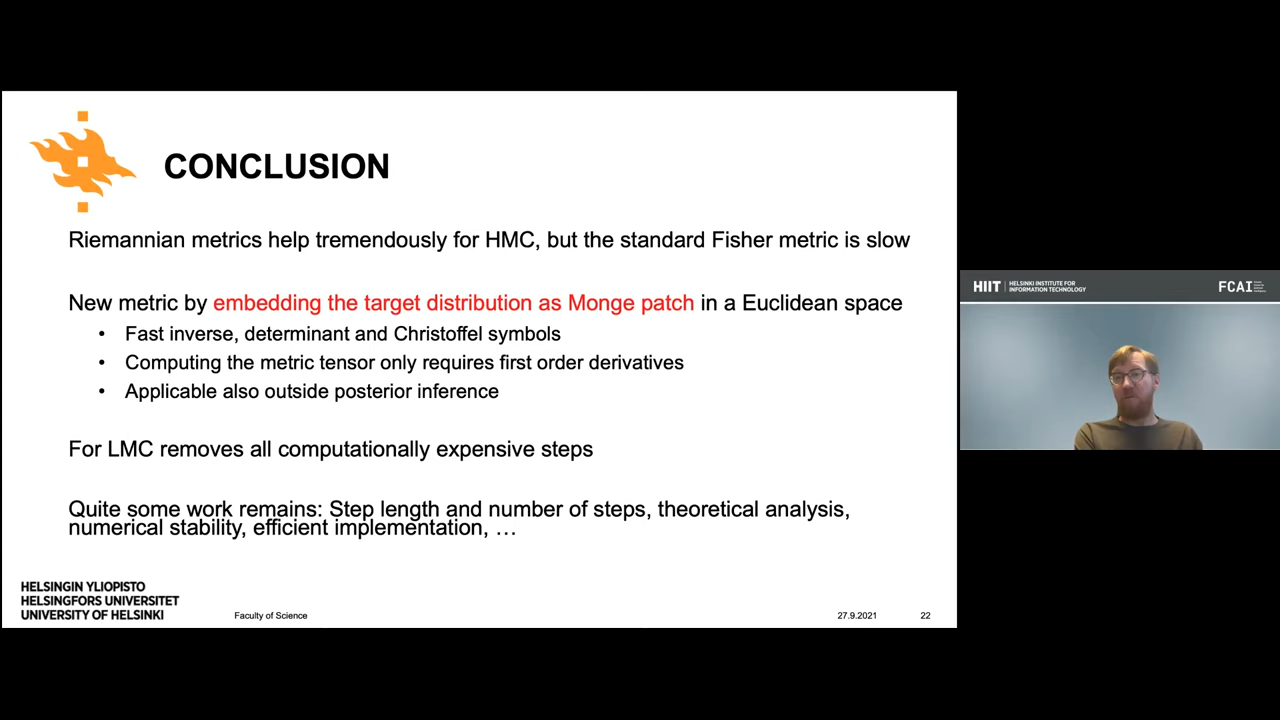 CONCLUSION
Riemannian metrics help tremendously for HMC, but the standard Fisher metric is slow
New metric by embedding the target distribution as Monge patch in a Euclidean space
• Fast inverse, determinant and Christoffel symbols
• Computing the metric tensor only requires first order derivatives
• Applicable also outside posterior inference
For LMC removes all computationally expensive steps
Quite some work remains: Step length and number of steps, theoretical analysis,
numerical stability, efficient implementation, …
HELSINGIN YLIOPISTO
HELSINGFORS UNIVERSITET
UNIVERSITY OF HELSINKI
Faculty of Science
27.9.2021
22
HIIT
HELSINKI INSTITUTE FOR
INFORMATION TECHNOLOGY
FCAI